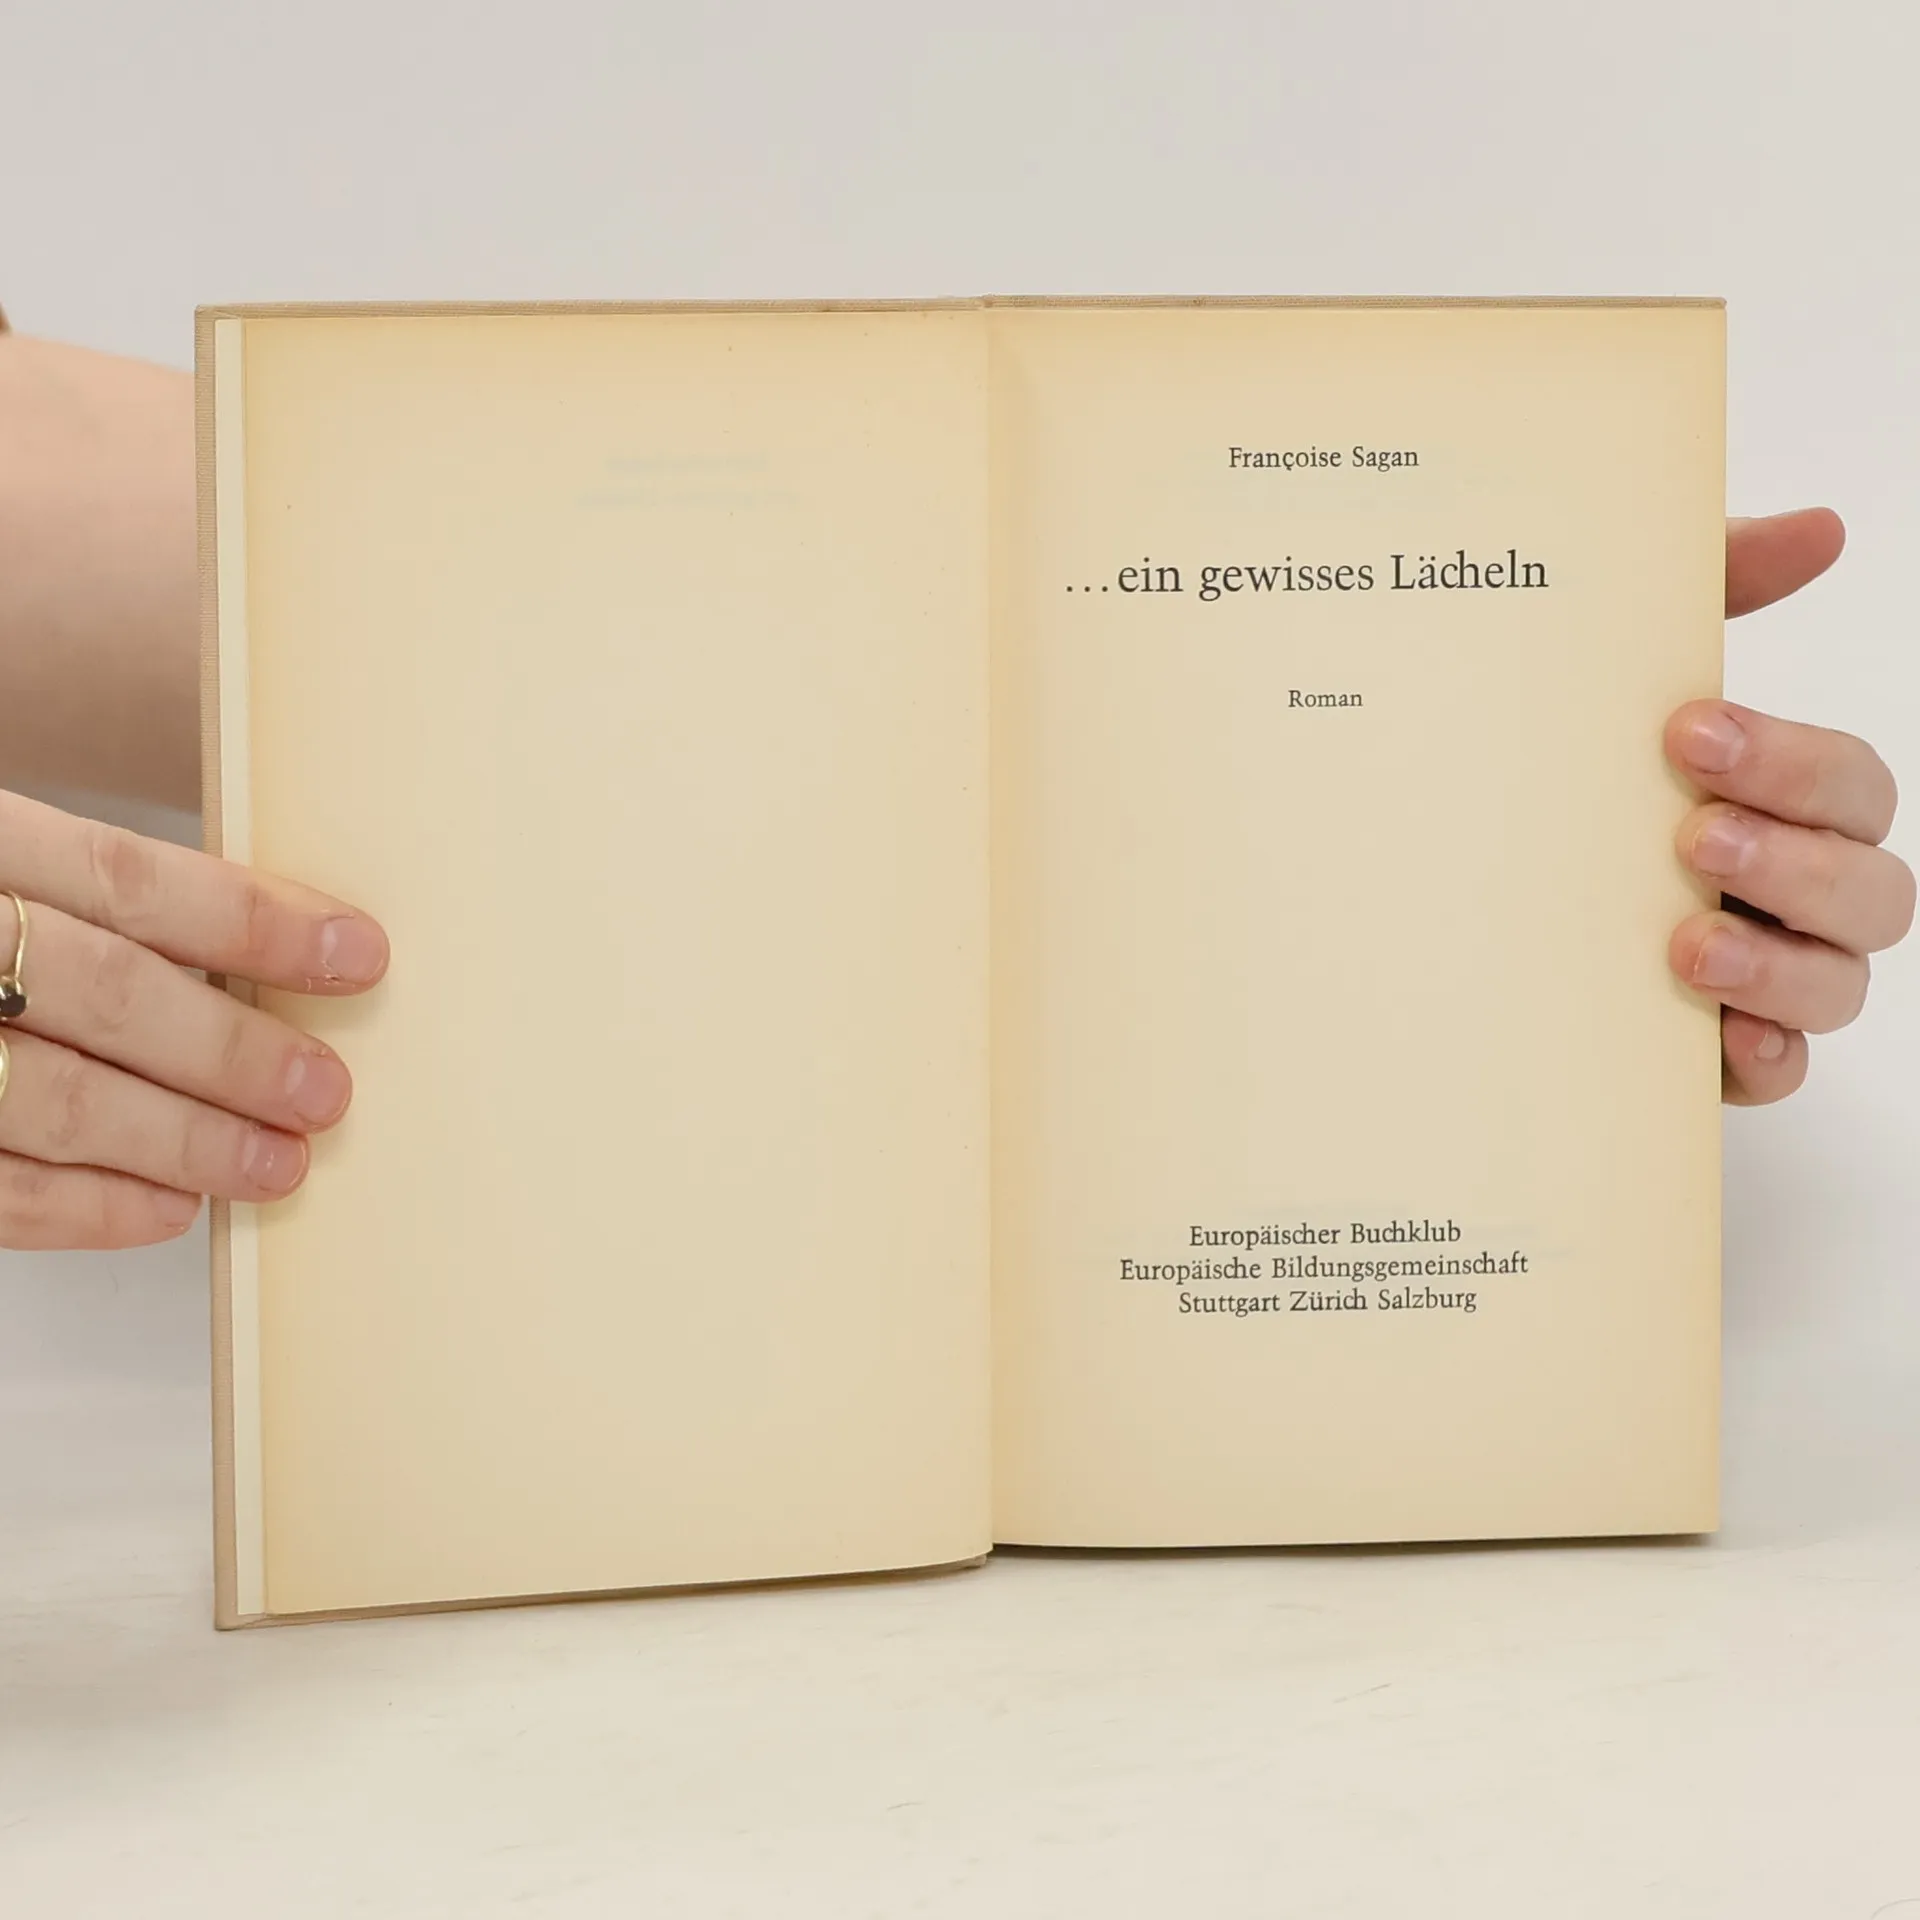 Françoise Sagan
...ein gewisses Lächeln
Roman
Europäischer Buchklub
Europäische Bildungsgemeinschaft
Stuttgart Zürich Salzburg